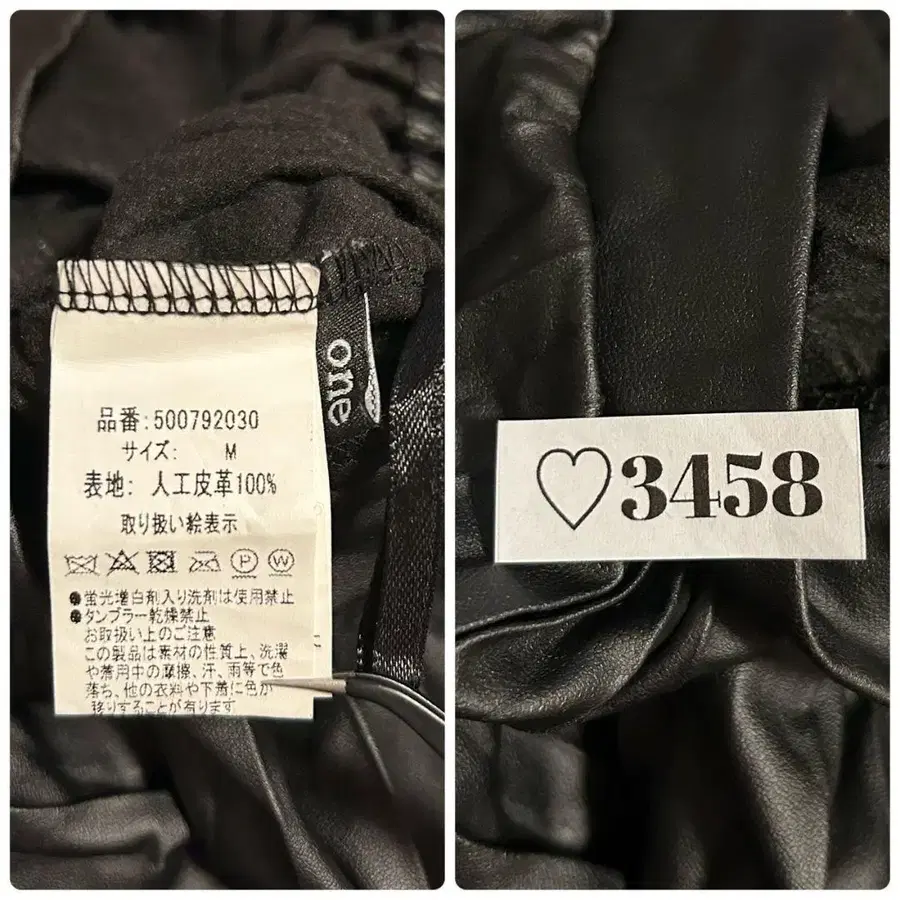 品番:500792030
サイズ: M
表地: 人工皮革100%
取り扱い絵表示
P W
●蛍光増白剤入り洗剤は使用禁止
●タンブラー乾燥禁止
お取扱い上のご注意
この製品は素材の性質上、洗濯
や着用中の摩擦、汗、雨等で色
落ち、他の衣料や下着に色が
移りすることが有ります
one
♡3458